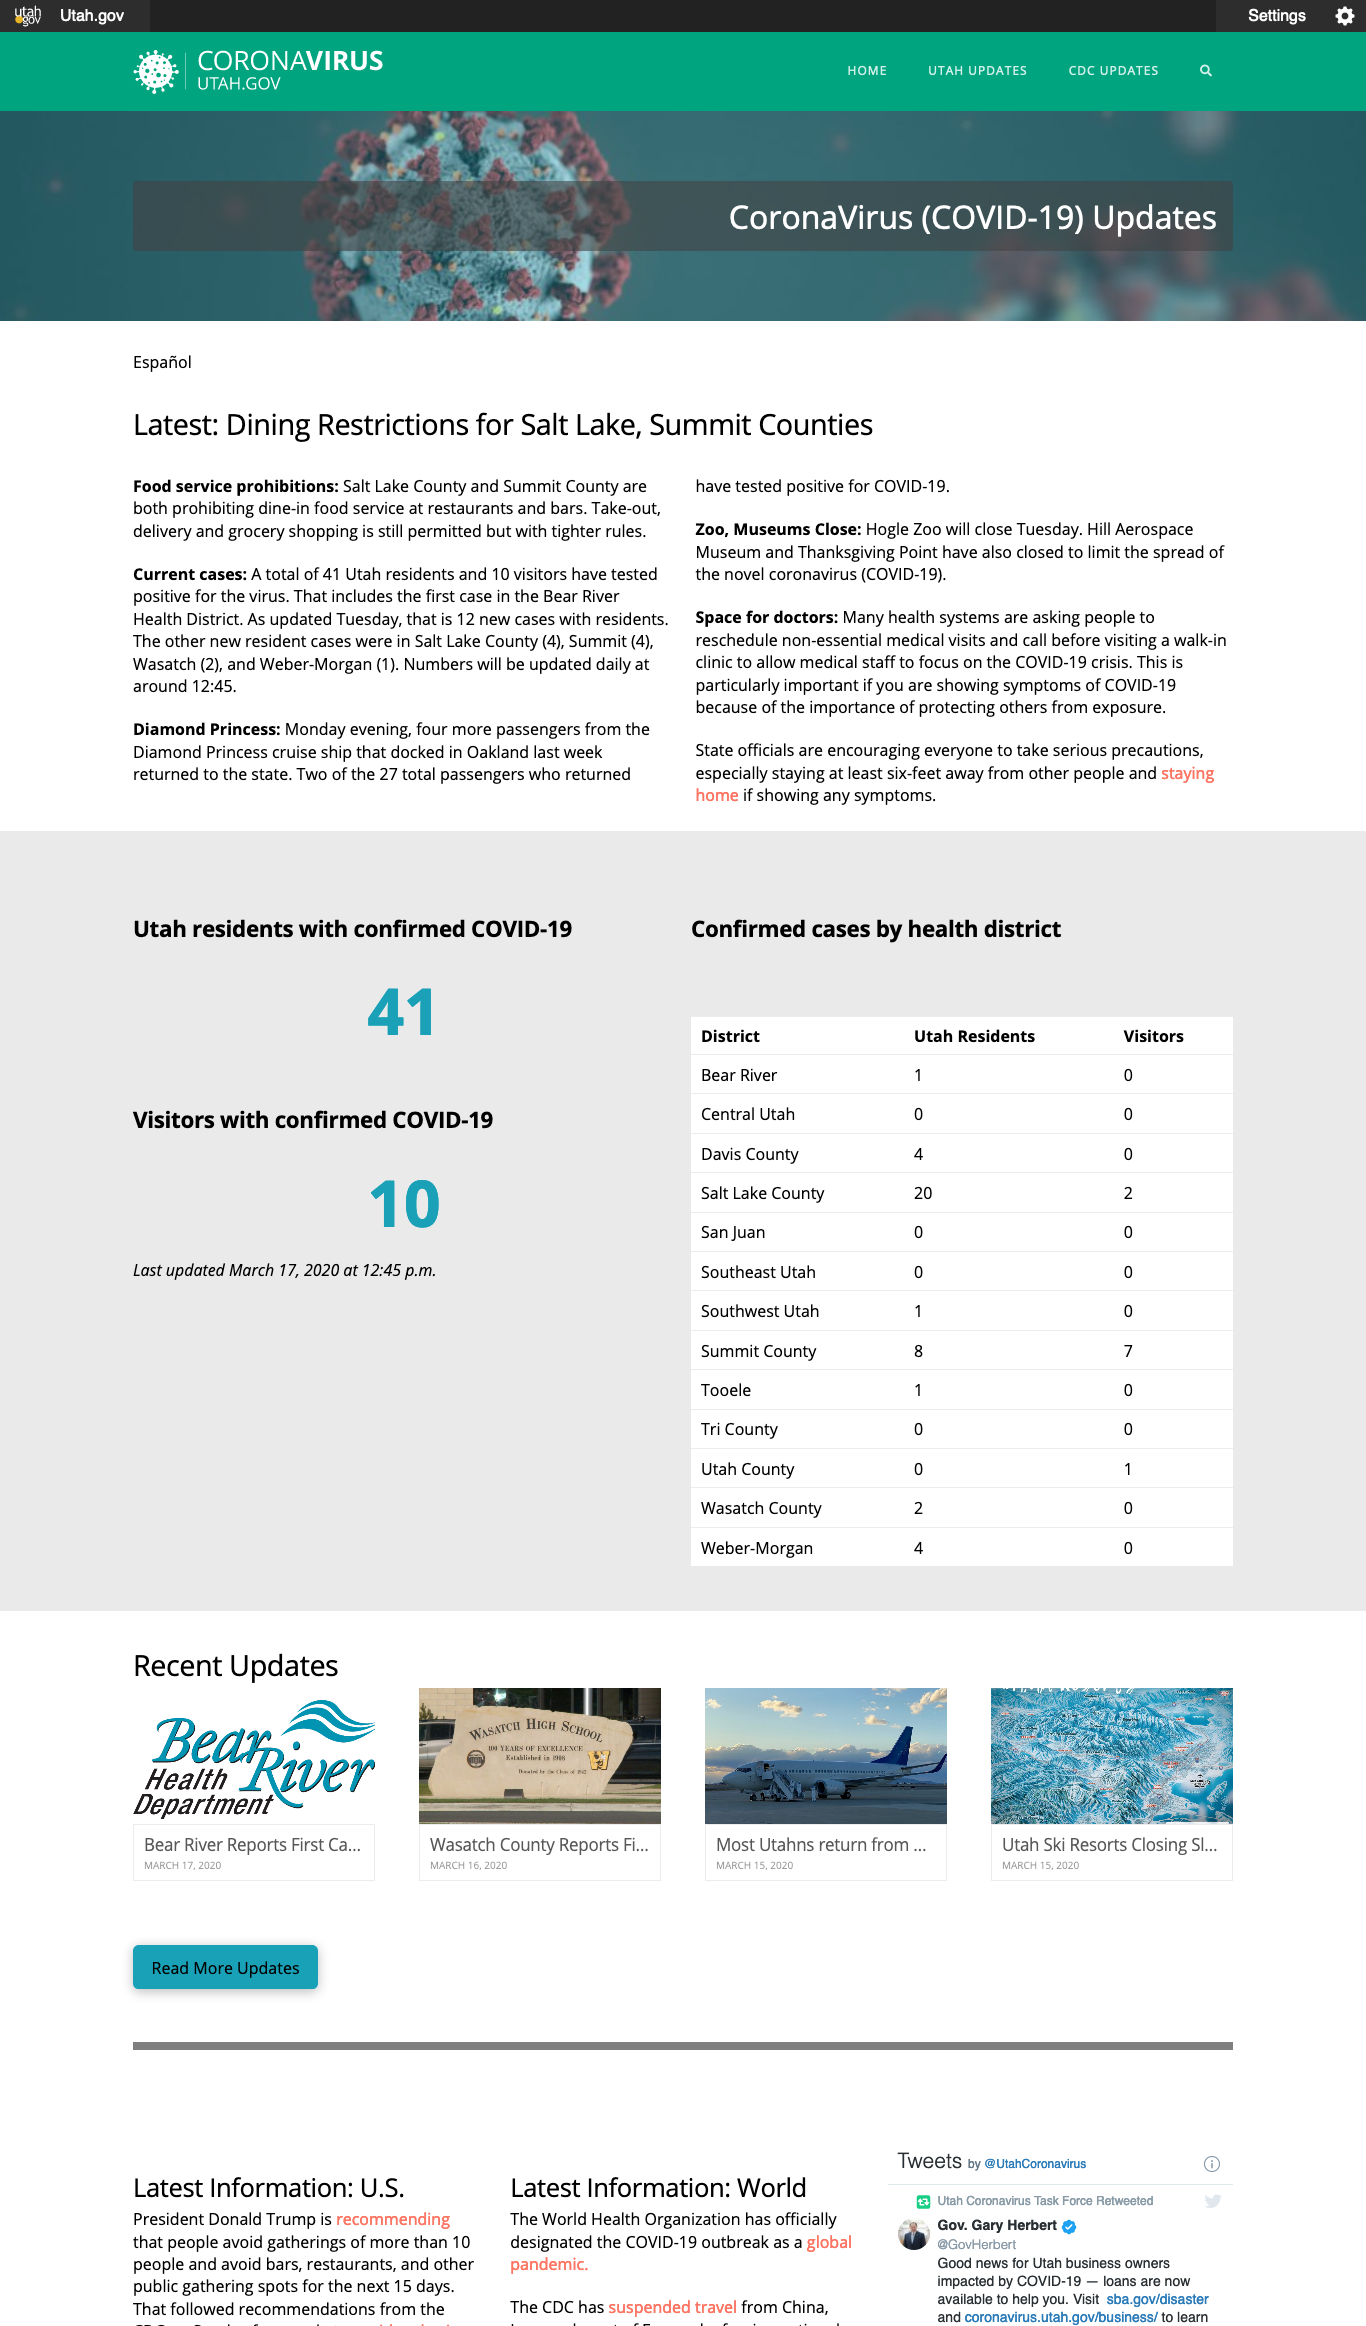 utah gov
Utah.gov
Settings
CORONAVIRUS
UTAH.GOV
HOME
UTAH UPDATES
CDC UPDATES
CoronaVirus (COVID-19) Updates
Español
Latest: Dining Restrictions for Salt Lake, Summit Counties
Food service prohibitions: Salt Lake County and Summit County are
both prohibiting dine-in food service at restaurants and bars. Take-out,
delivery and grocery shopping is still permitted but with tighter rules.
Current cases: A total of 41 Utah residents and 10 visitors have tested
positive for the virus. That includes the first case in the Bear River
Health District. As updated Tuesday, that is 12 new cases with residents.
The other new resident cases were in Salt Lake County (4), Summit (4),
Wasatch (2), and Weber-Morgan (1). Numbers will be updated daily at
around 12:45.
Diamond Princess: Monday evening, four more passengers from the
Diamond Princess cruise ship that docked in Oakland last week
returned to the state. Two of the 27 total passengers who returned
have tested positive for COVID-19.
Zoo, Museums Close: Hogle Zoo will close Tuesday. Hill Aerospace
Museum and Thanksgiving Point have also closed to limit the spread of
the novel coronavirus (COVID-19).
Space for doctors: Many health systems are asking people to
reschedule non-essential medical visits and call before visiting a walk-in
clinic to allow medical staff to focus on the COVID-19 crisis. This is
particularly important if you are showing symptoms of COVID-19
because of the importance of protecting others from exposure.
State officials are encouraging everyone to take serious precautions,
especially staying at least six-feet away from other people and staying
home if showing any symptoms.
Utah residents with confirmed COVID-19
41
Visitors with confirmed COVID-19
10
Last updated March 17, 2020 at 12:45 p.m.
Confirmed cases by health district
District Utah Residents Visitors
Bear River 1 0
Central Utah 0 0
Davis County 4 0
Salt Lake County 20 2
San Juan 0 0
Southeast Utah 0 0
Southwest Utah 1 0
Summit County 8 7
Tooele 1 0
Tri County 0 0
Utah County 0 1
Wasatch County 2 0
Weber-Morgan 4 0
Recent Updates
Bear River
Health
Department
Bear River Reports First Ca...
MARCH 17, 2020
WASATCH HIGH SCHOOL
100 YEARS OF EXCELLENCE
Established in 1908
Donated by the Class of 1962
Wasatch County Reports Fi...
MARCH 16, 2020
Most Utahns return from ...
MARCH 15, 2020
Utah Ski Resorts Closing Sl...
MARCH 15, 2020
Read More Updates
Latest Information: U.S.
President Donald Trump is recommending
that people avoid gatherings of more than 10
people and avoid bars, restaurants, and other
public gathering spots for the next 15 days.
That followed recommendations from the
Latest Information: World
The World Health Organization has officially
designated the COVID-19 outbreak as a global
pandemic.
The CDC has suspended travel from China,
Tweets by @UtahCoronavirus
Utah Coronavirus Task Force Retweeted
Gov. Gary Herbert
@GovHerbert
Good news for Utah business owners
impacted by COVID-19 — loans are now
available to help you. Visit sba.gov/disaster
and coronavirus.utah.gov/business/ to learn